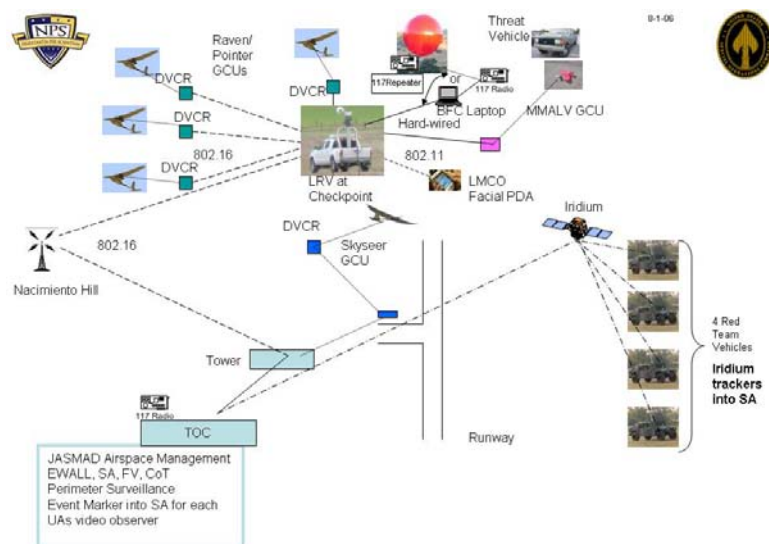 NPS
8-1-06
Raven/
Pointer
GCUs
Threat
Vehicle
DVCR
DVCR
DVCR
DVCR
117Repeater
or
117 Radio
BFC Laptop
Hard-wired
MMALV GCU
802.16
802.11
LRV at
Checkpoint
LMCO
Facial PDA
Iridium
DVCR
Skyseer
GCU
802.16
Nacimiento Hill
Tower
4 Red
Team
Vehicles
Iridium
trackers
into SA
117 Radio
TOC
Runway
JASMAD Airspace Management
EWALL, SA, FV, CoT
Perimeter Surveillance
Event Marker into SA for each
UAs video observer